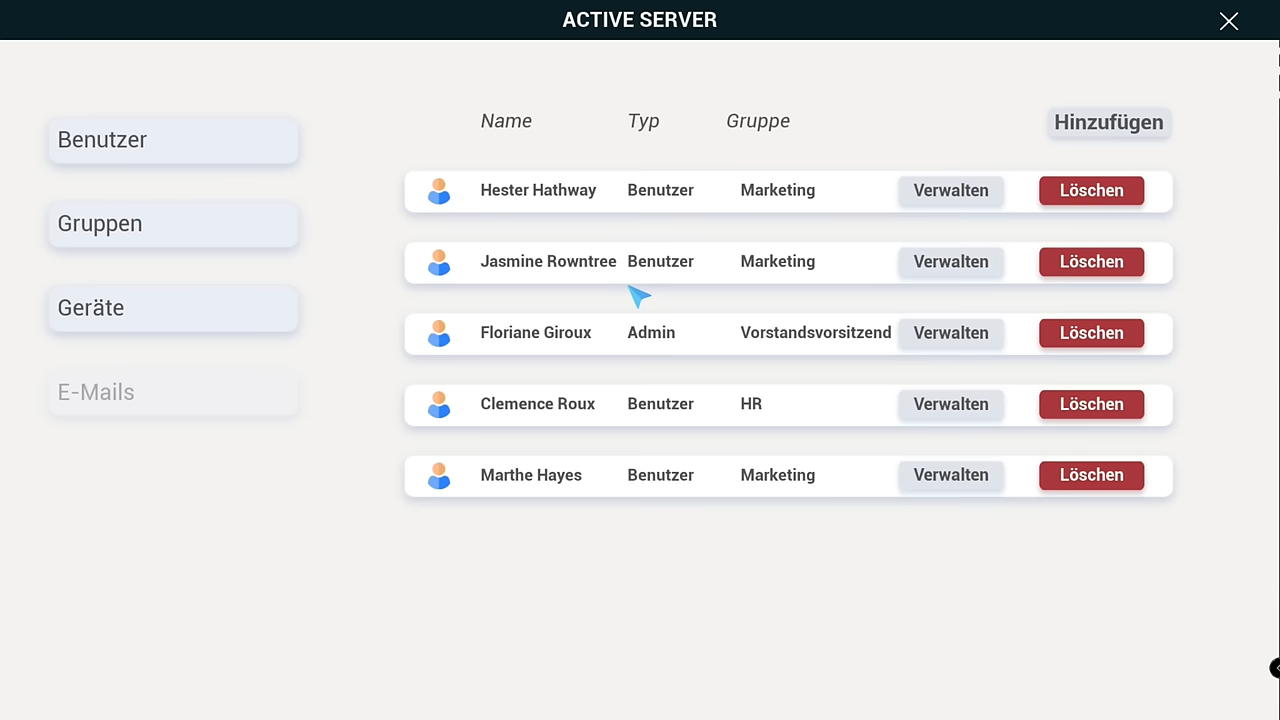 ACTIVE SERVER
Name Typ Gruppe Hinzufügen
Benutzer
Gruppen
Geräte
E-Mails
Hester Hathway Benutzer Marketing Verwalten Löschen
Jasmine Rowntree Benutzer Marketing Verwalten Löschen
Floriane Giroux Admin Vorstandsvorsitzend Verwalten Löschen
Clemence Roux Benutzer HR Verwalten Löschen
Marthe Hayes Benutzer Marketing Verwalten Löschen